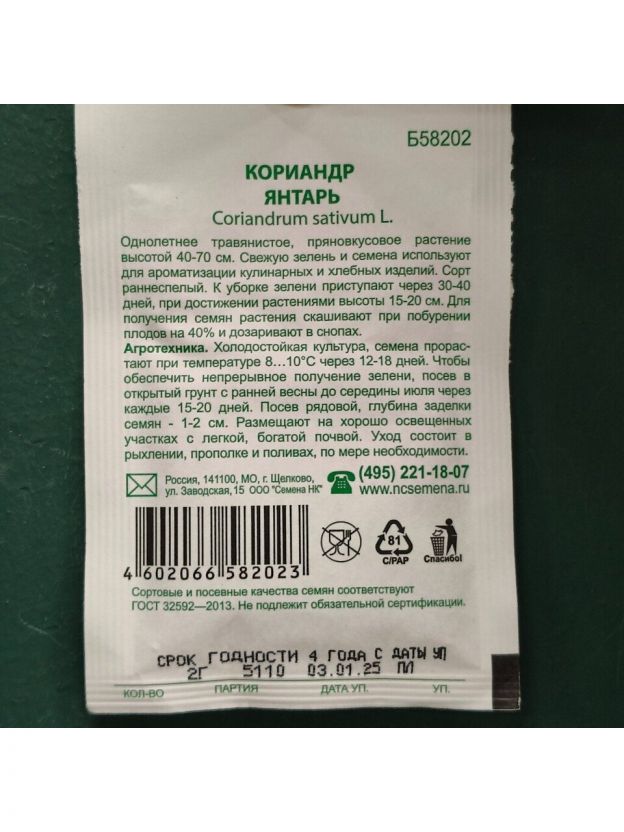 Б58202
КОРИАНДР
ЯНТАРЬ
Coriandrum sativum L.
Однолетнее травянистое, пряновкусовое растение
высотой 40-70 см. Свежую зелень и семена используют
для ароматизации кулинарных и хлебных изделий. Сорт
раннеспелый. К уборке зелени приступают через 30-40
дней, при достижении растениями высоты 15-20 см. Для
получения семян растения скашивают при побурении
плодов на 40% и дозаривают в снопах.
Агротехника. Холодостойкая культура, семена прорас-
тают при температуре 8...10°С через 12-18 дней. Чтобы
обеспечить непрерывное получение зелени, посев в
открытый грунт с ранней весны до середины июля через
каждые 15-20 дней. Посев рядовой, глубина заделки
семян - 1-2 см. Размещают на хорошо освещенных
участках с легкой, богатой почвой. Уход состоит в
рыхлении, прополке и поливах, по мере необходимости.
Россия, 141100, МО, г. Щелково,
ул. Заводская, 15 ООО "Семена НК"
(495) 221-18-07
www.ncsemena.ru
4 602066 582023
81
C/PAP
Спасибо!
Сортовые и посевные качества семян соответствуют
ГОСТ 32592–2013. Не подлежит обязательной сертификации.
СРОК ГОДНОСТИ 4 ГОДА С ДАТЫ УП
2Г 5110 03.01.25 ПЛ
КОЛ-ВО ПАРТИЯ ДАТА УП. УП.